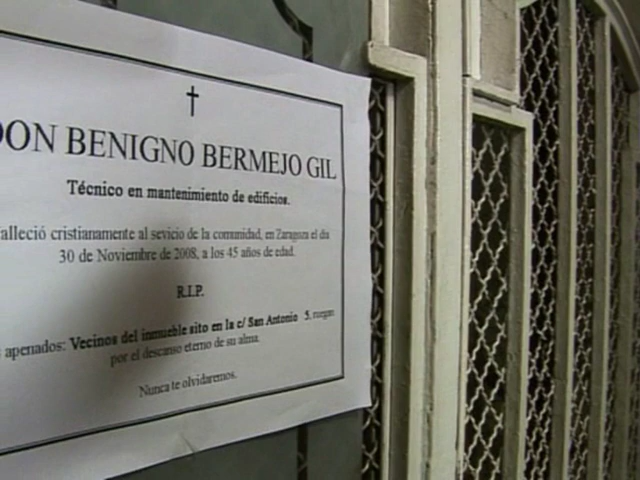 DON BENIGNO BERMEJO GIL
Técnico en mantenimiento de edificios.
alleció cristianamente al sevicio de la comunidad, en Zaragoza el dia
30 de Noviembre de 2008, a los 45 años de edad.
R.I.P.
s apenados: Vecinos del inmueble sito en la c/ San Antonio 5, ruegan
por el descanso eterno de su alma.
Nunca te olvidaremos.